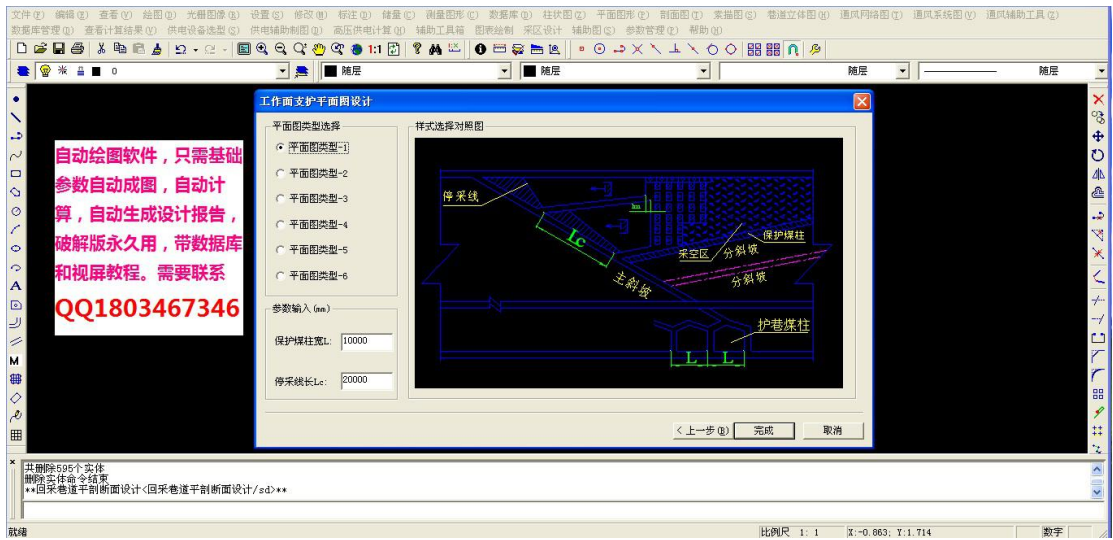 文件(F) 编辑(E) 查看(V) 绘图(D) 光栅图像(R) 设置(S) 修改(M) 标注(D) 储量(C) 测量图形(C) 数据库(D) 柱状图(Z) 平面图形(P) 剖面图(T) 素描图(S) 巷道立体图(H) 通风网络图(T) 通风系统图(V) 通风辅助工具(Z)
数据库管理(D) 查看计算结果(V) 供电设备选型(S) 供电辅助制图(D) 高压供电计算(H) 辅助工具箱 图表绘制 采区设计 辅助图(S) 参数管理(P) 帮助(H)
1:1
0 随层 随层 随层 随层
工作面支护平面图设计
平面图类型选择
平面图类型-1
平面图类型-2
平面图类型-3
平面图类型-4
平面图类型-5
平面图类型-6
参数输入(mm)
保护煤柱宽L: 10000
停采线长Lc: 20000
样式选择对照图
停采线
Lc
保护煤柱
采空区
分斜坡
分斜坡
主斜坡
护巷煤柱
L L
<上一步(B) 完成 取消
自动绘图软件，只需基础
参数自动成图，自动计
算，自动生成设计报告，
破解版永久用，带数据库
和视屏教程。需要联系
QQ1803467346
共删除595个实体
删除实体命令结束
**回采巷道平剖断面设计<回采巷道平剖断面设计/sd>**
就绪
比例尺 1: 1 X:-0.863; Y:1.714 数字